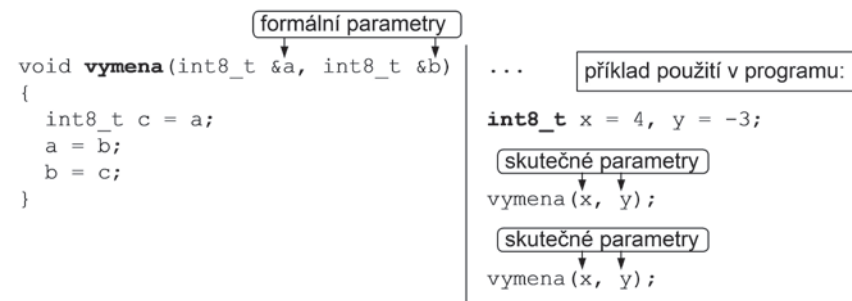 formální parametry
void vymena(int8_t &a, int8_t &b)
{
  int8_t c = a;
  a = b;
  b = c;
}
...
příklad použití v programu:
int8_t x = 4, y = -3;
skutečné parametry
vymena(x, y);
skutečné parametry
vymena(x, y);